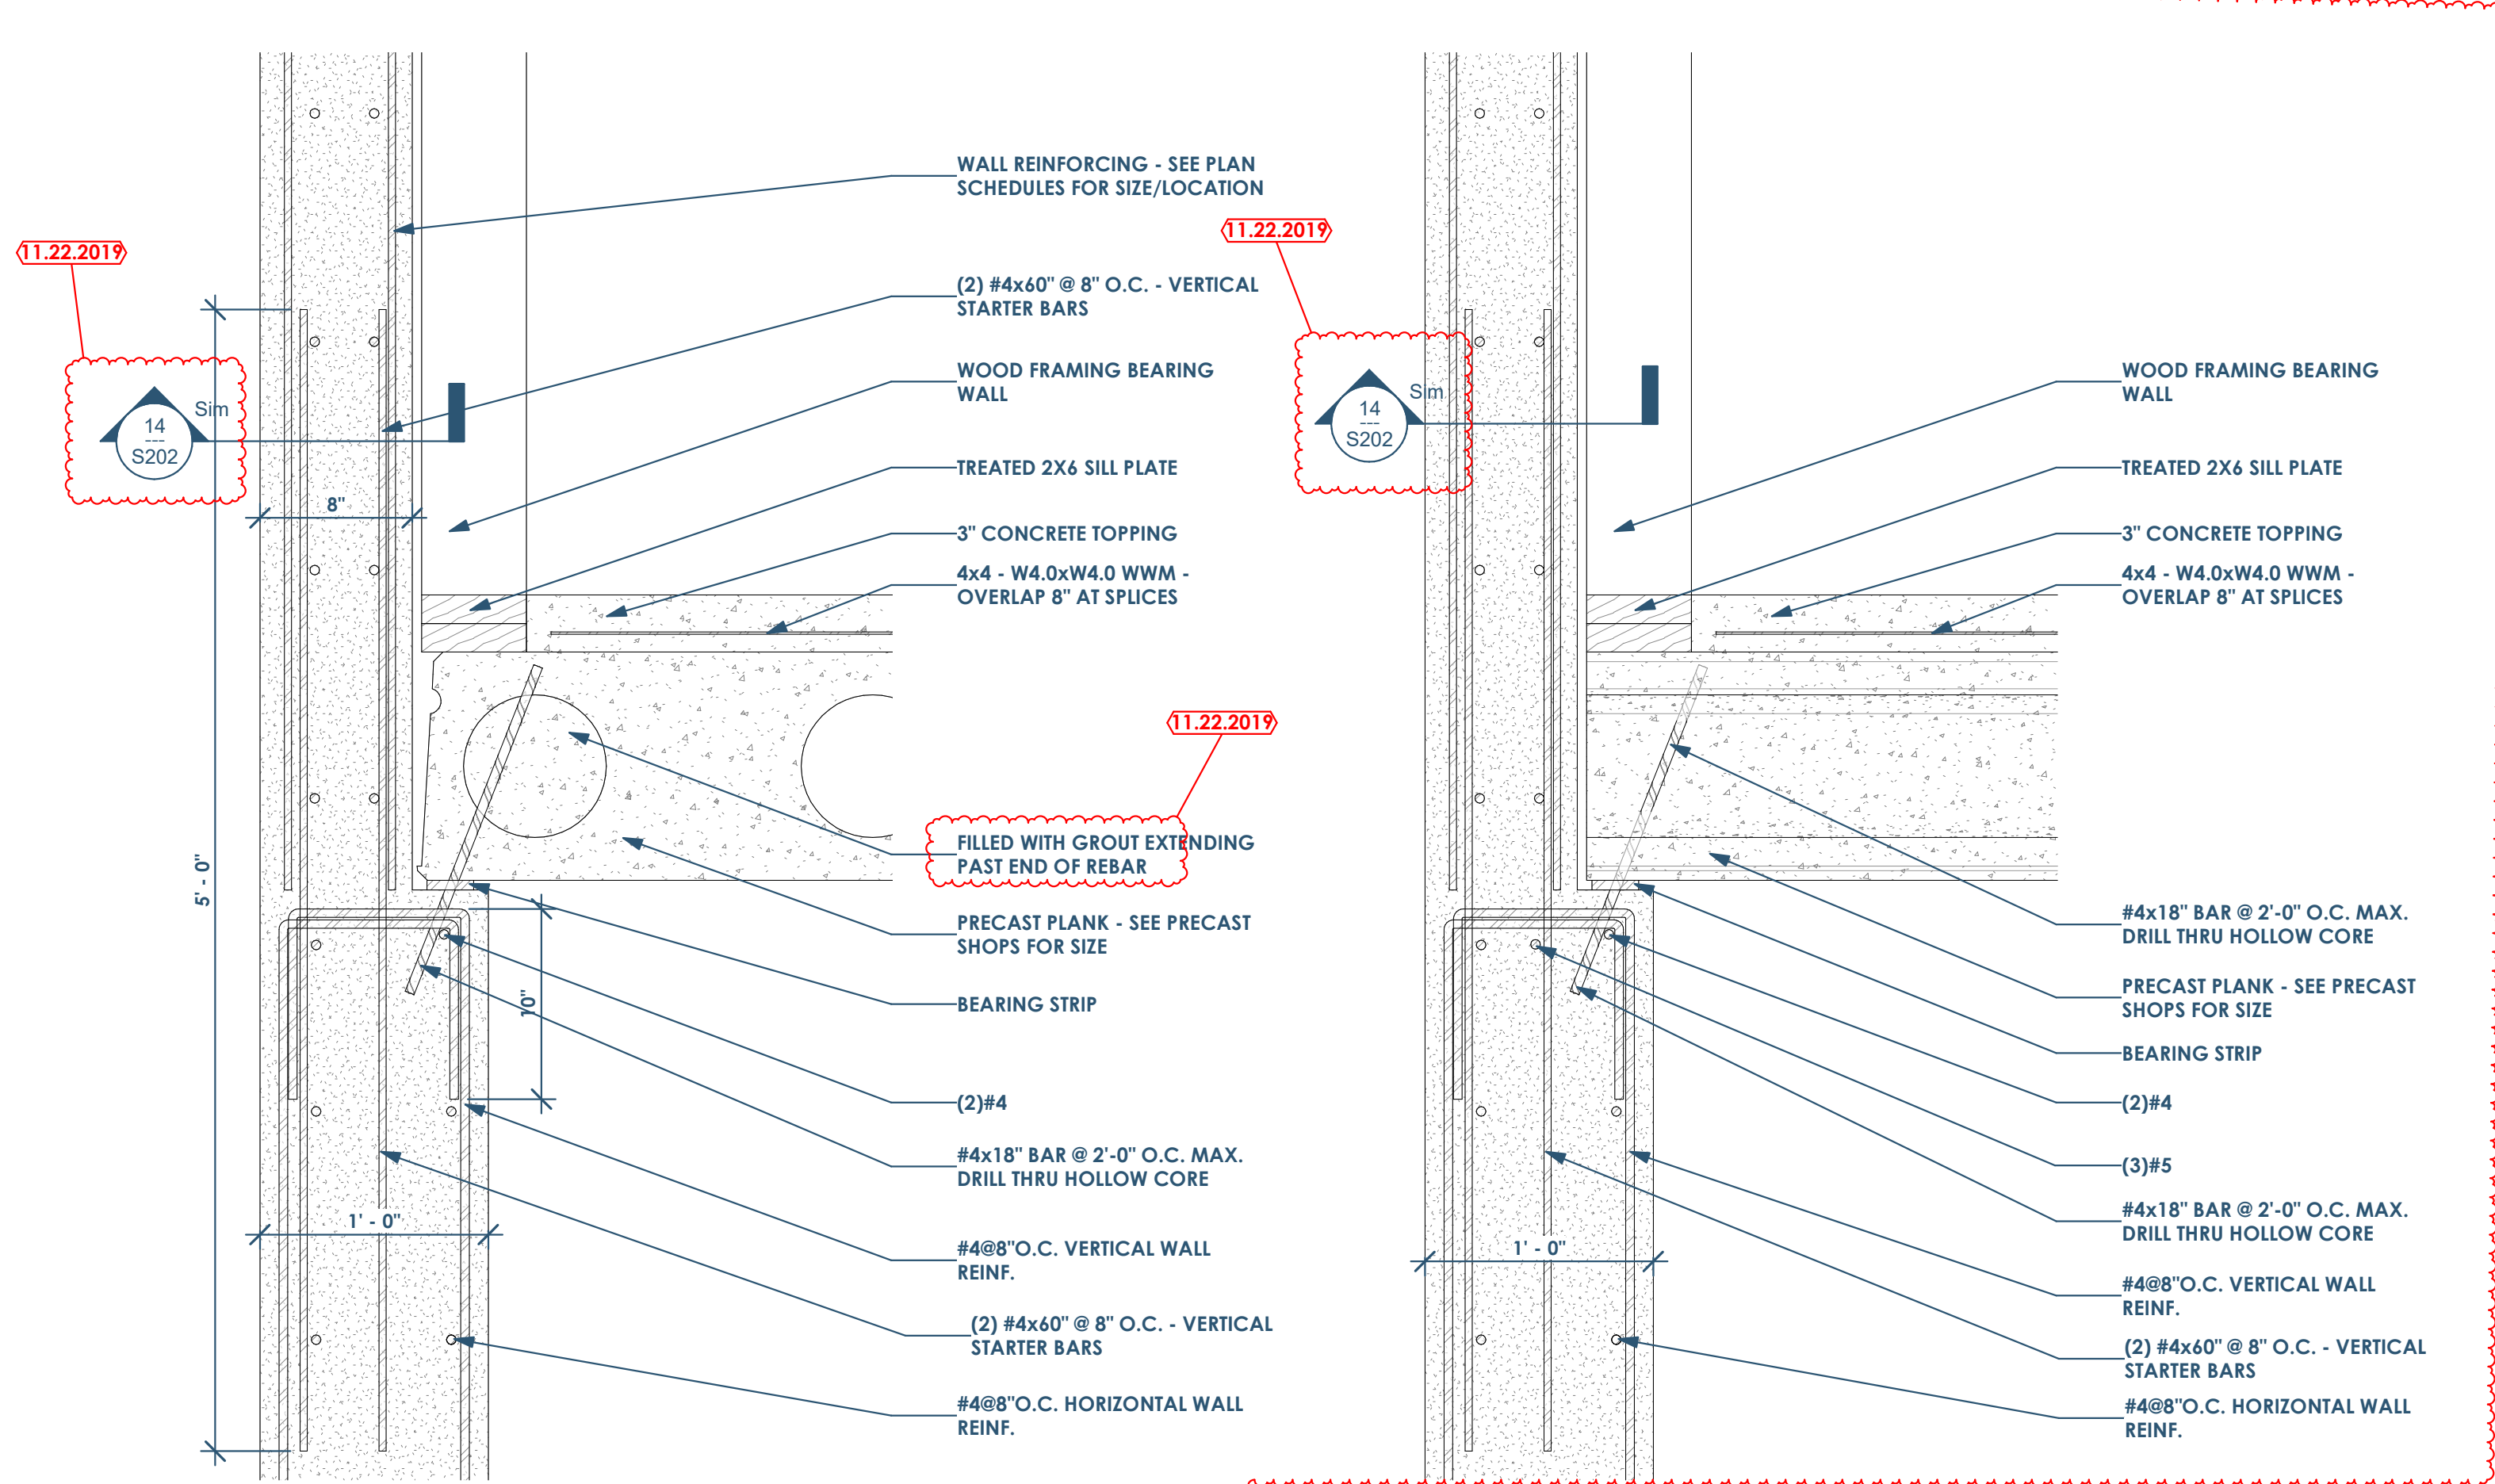 WALL REINFORCING - SEE PLAN
SCHEDULES FOR SIZE/LOCATION
11.22.2019
(2) #4x60" @ 8" O.C. - VERTICAL
STARTER BARS
WOOD FRAMING BEARING
WALL
Sim
14
---
S202
8"
TREATED 2X6 SILL PLATE
3" CONCRETE TOPPING
4x4 - W4.0xW4.0 WWM -
OVERLAP 8" AT SPLICES
11.22.2019
FILLED WITH GROUT EXTENDING
PAST END OF REBAR
5' - 0"
PRECAST PLANK - SEE PRECAST
SHOPS FOR SIZE
10"
BEARING STRIP
(2)#4
#4x18" BAR @ 2'-0" O.C. MAX.
DRILL THRU HOLLOW CORE
1' - 0"
#4@8"O.C. VERTICAL WALL
REINF.
(2) #4x60" @ 8" O.C. - VERTICAL
STARTER BARS
#4@8"O.C. HORIZONTAL WALL
REINF.
11.22.2019
Sim
14
---
S202
WOOD FRAMING BEARING
WALL
TREATED 2X6 SILL PLATE
3" CONCRETE TOPPING
4x4 - W4.0xW4.0 WWM -
OVERLAP 8" AT SPLICES
#4x18" BAR @ 2'-0" O.C. MAX.
DRILL THRU HOLLOW CORE
PRECAST PLANK - SEE PRECAST
SHOPS FOR SIZE
BEARING STRIP
(2)#4
(3)#5
#4x18" BAR @ 2'-0" O.C. MAX.
DRILL THRU HOLLOW CORE
1' - 0"
#4@8"O.C. VERTICAL WALL
REINF.
(2) #4x60" @ 8" O.C. - VERTICAL
STARTER BARS
#4@8"O.C. HORIZONTAL WALL
REINF.